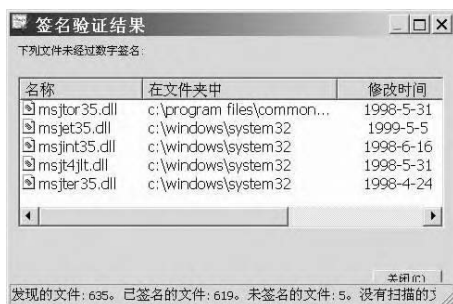 签名验证结果
下列文件未经过数字签名:
名称 在文件夹中 修改时间
msjtor35.dll c:\program files\common... 1998-5-31
msjet35.dll c:\windows\system32 1999-5-5
msjint35.dll c:\windows\system32 1998-6-16
msjt4jlt.dll c:\windows\system32 1998-5-31
msjter35.dll c:\windows\system32 1998-4-24
关闭(C)
发现的文件: 635。已签名的文件: 619。未签名的文件: 5。没有扫描的